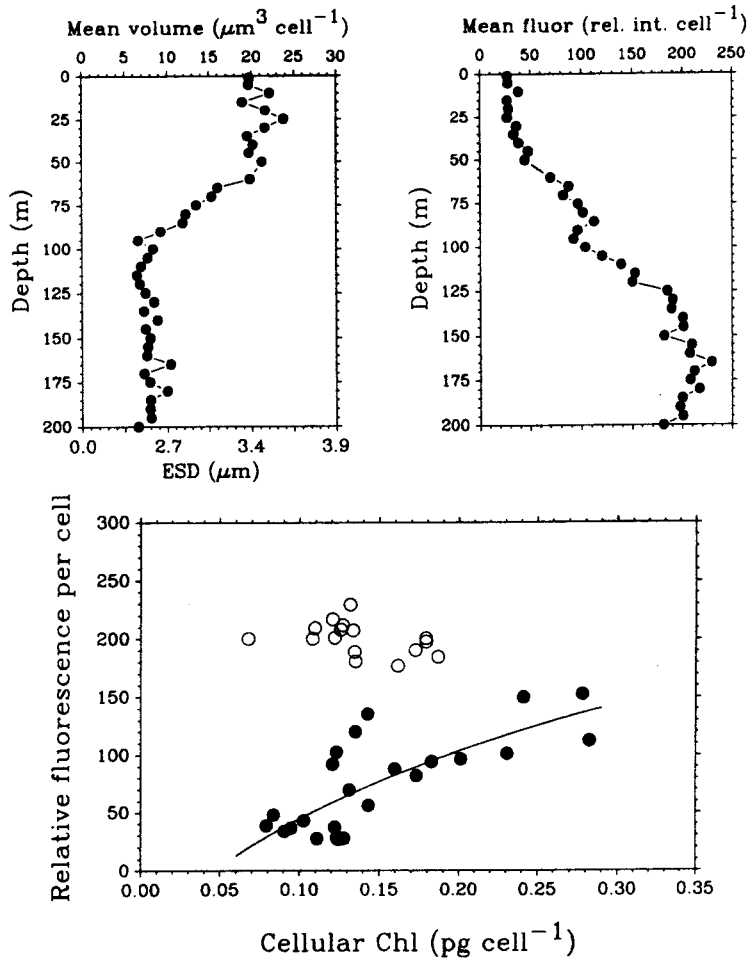 Mean volume (μm³ cell⁻¹)
0 5 10 15 20 25 30
0
25
50
75
100
125
150
175
200
Depth (m)
0.0 2.7 3.4 3.9
ESD (μm)
Mean fluor (rel. int. cell⁻¹)
0 50 100 150 200 250
0
25
50
75
100
125
150
175
200
Depth (m)
Relative fluorescence per cell
300
250
200
150
100
50
0
0.00 0.05 0.10 0.15 0.20 0.25 0.30 0.35
Cellular Chl (pg cell⁻¹)